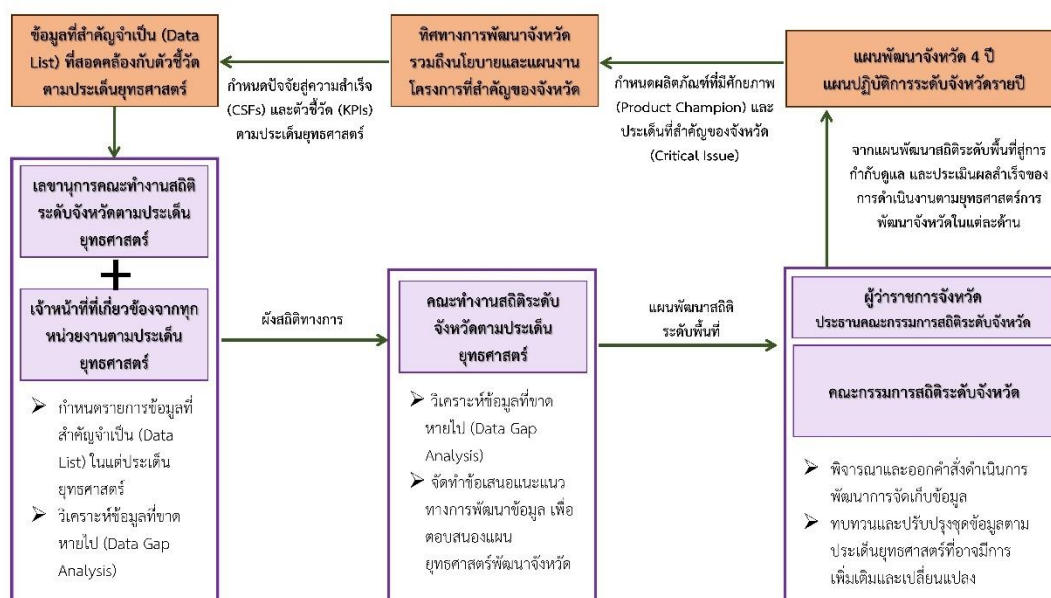 ข้อมูลที่สำคัญจำเป็น (Data
List) ที่สอดคล้องกับตัวชี้วัด
ตามประเด็นยุทธศาสตร์
กำหนดปัจจัยสู่ความสำเร็จ
(CSFs) และตัวชี้วัด (KPIs)
ตามประเด็นยุทธศาสตร์
ทิศทางการพัฒนาจังหวัด
รวมถึงนโยบายและแผนงาน
โครงการที่สำคัญของจังหวัด
กำหนดผลิตภัณฑ์ที่มีศักยภาพ
(Product Champion) และ
ประเด็นที่สำคัญของจังหวัด
(Critical Issue)
แผนพัฒนาจังหวัด 4 ปี
แผนปฏิบัติการระดับจังหวัดรายปี
จากแผนพัฒนาสถิติระดับพื้นที่สู่การ
กำกับดูแล และประเมินผลสำเร็จของ
การดำเนินงานตามยุทธศาสตร์การ
พัฒนาจังหวัดในแต่ละด้าน
เลขานุการคณะทำงานสถิติ
ระดับจังหวัดตามประเด็น
ยุทธศาสตร์
+
เจ้าหน้าที่ที่เกี่ยวข้องจากทุก
หน่วยงานตามประเด็น
ยุทธศาสตร์
➢ กำหนดรายการข้อมูลที่
สำคัญจำเป็น (Data
List) ในแต่ประเด็น
ยุทธศาสตร์
➢ วิเคราะห์ข้อมูลที่ขาด
หายไป (Data Gap
Analysis)
ผังสถิติทางการ
คณะทำงานสถิติระดับ
จังหวัดตามประเด็น
ยุทธศาสตร์
➢ วิเคราะห์ข้อมูลที่ขาด
หายไป (Data Gap
Analysis)
➢ จัดทำข้อเสนอแนะแนว
ทางการพัฒนาข้อมูล เพื่อ
ตอบสนองแผน
ยุทธศาสตร์พัฒนาจังหวัด
แผนพัฒนาสถิติ
ระดับพื้นที่
ผู้ว่าราชการจังหวัด
ประธานคณะกรรมการสถิติระดับจังหวัด
คณะกรรมการสถิติระดับจังหวัด
➢ พิจารณาและออกคำสั่งดำเนินการ
พัฒนาการจัดเก็บข้อมูล
➢ ทบทวนและปรับปรุงชุดข้อมูลตาม
ประเด็นยุทธศาสตร์ที่อาจมีการ
เพิ่มเติมและเปลี่ยนแปลง